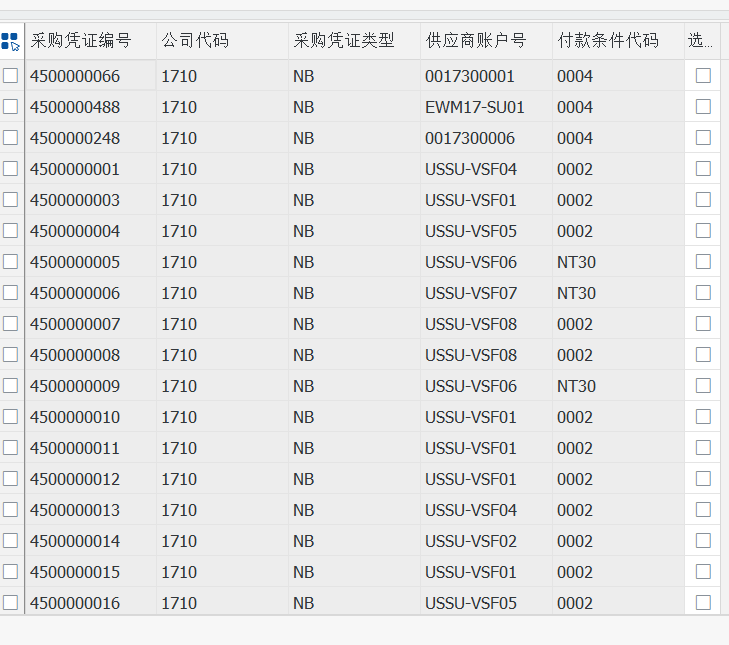 采购凭证编号 公司代码 采购凭证类型 供应商账户号 付款条件代码 选...
4500000066 1710 NB 0017300001 0004
4500000488 1710 NB EWM17-SU01 0004
4500000248 1710 NB 0017300006 0004
4500000001 1710 NB USSU-VSF04 0002
4500000003 1710 NB USSU-VSF01 0002
4500000004 1710 NB USSU-VSF05 0002
4500000005 1710 NB USSU-VSF06 NT30
4500000006 1710 NB USSU-VSF07 NT30
4500000007 1710 NB USSU-VSF08 0002
4500000008 1710 NB USSU-VSF08 0002
4500000009 1710 NB USSU-VSF06 NT30
4500000010 1710 NB USSU-VSF01 0002
4500000011 1710 NB USSU-VSF01 0002
4500000012 1710 NB USSU-VSF01 0002
4500000013 1710 NB USSU-VSF04 0002
4500000014 1710 NB USSU-VSF02 0002
4500000015 1710 NB USSU-VSF01 0002
4500000016 1710 NB USSU-VSF05 0002